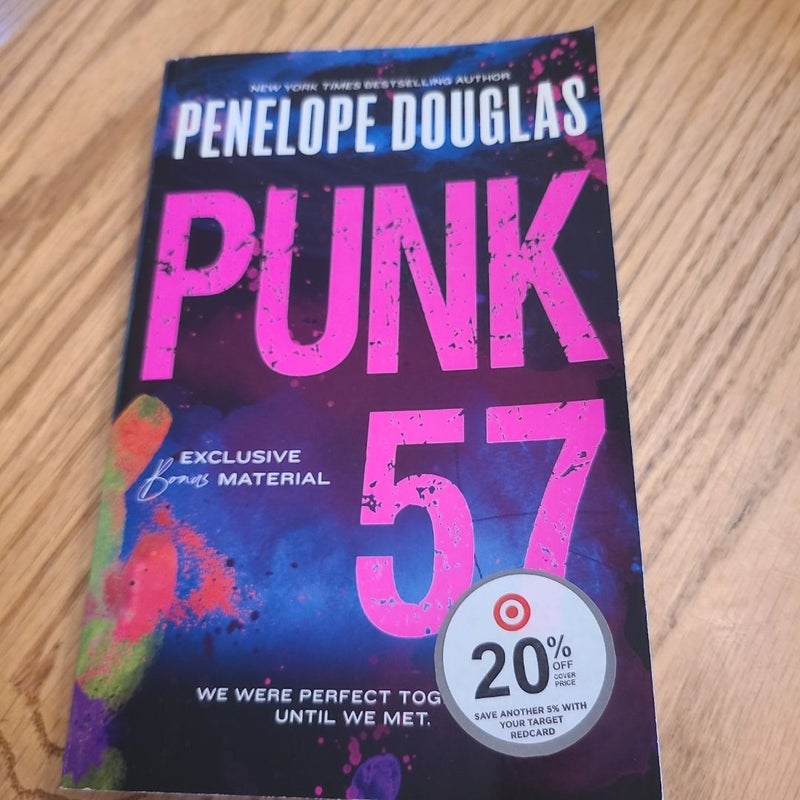 NEW YORK TIMES BESTSELLING AUTHOR
PENELOPE DOUGLAS
PUNK
57
EXCLUSIVE
Bonus MATERIAL
WE WERE PERFECT TOG
UNTIL WE MET.
20%
OFF
COVER
PRICE
SAVE ANOTHER 5% WITH
YOUR TARGET
REDCARD